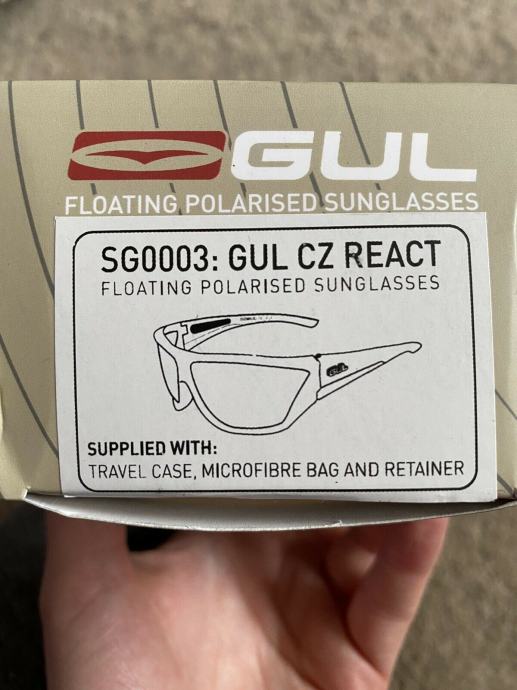 GUL
FLOATING POLARISED SUNGLASSES
SG0003: GUL CZ REACT
FLOATING POLARISED SUNGLASSES
GUL
SUPPLIED WITH:
TRAVEL CASE, MICROFIBRE BAG AND RETAINER